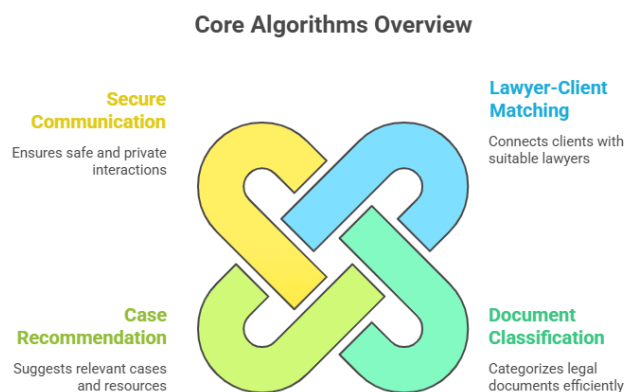 Core Algorithms Overview
Secure
Communication
Ensures safe and private
interactions
Lawyer-Client
Matching
Connects clients with
suitable lawyers
Case
Recommendation
Suggests relevant cases
and resources
Document
Classification
Categorizes legal
documents efficiently